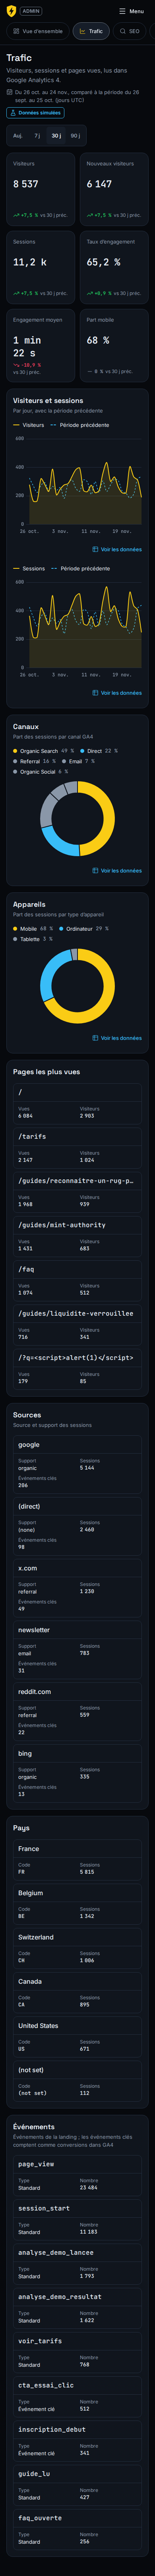 ADMIN
Menu
Vue d'ensemble
Trafic
SEO
Trafic
Visiteurs, sessions et pages vues, lus dans
Google Analytics 4.
Du 26 oct. au 24 nov., comparé à la période du 26
sept. au 25 oct. (jours UTC)
Données simulées
Auj.
7 j
30 j
90 j
Visiteurs
8 537
+7,5 % vs 30 j préc.
Nouveaux visiteurs
6 147
+7,5 % vs 30 j préc.
Sessions
11,2 k
+7,5 % vs 30 j préc.
Taux d'engagement
65,2 %
+0,9 % vs 30 j préc.
Engagement moyen
1 min
22 s
-10,9 %
vs 30 j préc.
Part mobile
68 %
0 % vs 30 j préc.
Visiteurs et sessions
Par jour, avec la période précédente
Visiteurs
Période précédente
600
400
200
0
26 oct.
3 nov.
11 nov.
19 nov.
Voir les données
Sessions
Période précédente
600
400
200
0
26 oct.
3 nov.
11 nov.
19 nov.
Voir les données
Canaux
Part des sessions par canal GA4
Organic Search 49 %
Direct 22 %
Referral 16 %
Email 7 %
Organic Social 6 %
Voir les données
Appareils
Part des sessions par type d'appareil
Mobile 68 %
Ordinateur 29 %
Tablette 3 %
Voir les données
Pages les plus vues
/
Vues
Visiteurs
6 084
2 903
/tarifs
Vues
Visiteurs
2 147
1 024
/guides/reconnaitre-un-rug-p…
Vues
Visiteurs
1 968
939
/guides/mint-authority
Vues
Visiteurs
1 431
683
/faq
Vues
Visiteurs
1 074
512
/guides/liquidite-verrouillee
Vues
Visiteurs
716
341
/?q=<script>alert(1)</script>
Vues
Visiteurs
179
85
Sources
Source et support des sessions
google
Support
Sessions
organic
5 144
Événements clés
206
(direct)
Support
Sessions
(none)
2 460
Événements clés
98
x.com
Support
Sessions
referral
1 230
Événements clés
49
newsletter
Support
Sessions
email
783
Événements clés
31
reddit.com
Support
Sessions
referral
559
Événements clés
22
bing
Support
Sessions
organic
335
Événements clés
13
Pays
France
Code
Sessions
FR
5 815
Belgium
Code
Sessions
BE
1 342
Switzerland
Code
Sessions
CH
1 006
Canada
Code
Sessions
CA
895
United States
Code
Sessions
US
671
(not set)
Code
Sessions
(not set)
112
Événements
Événements de la landing ; les événements clés
comptent comme conversions dans GA4
page_view
Type
Nombre
Standard
23 484
session_start
Type
Nombre
Standard
11 183
analyse_demo_lancee
Type
Nombre
Standard
1 793
analyse_demo_resultat
Type
Nombre
Standard
1 622
voir_tarifs
Type
Nombre
Standard
768
cta_essai_clic
Type
Nombre
Événement clé
512
inscription_debut
Type
Nombre
Événement clé
341
guide_lu
Type
Nombre
Standard
427
faq_ouverte
Type
Nombre
Standard
256